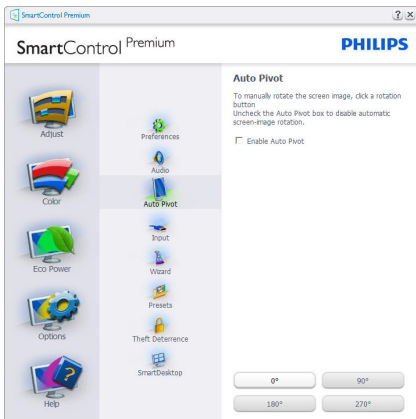 SmartControl Premium
SmartControl Premium
PHILIPS
Adjust
Color
Eco Power
Options
Help
Preferences
Audio
Auto Pivot
Input
Wizard
Presets
Theft Deterrence
SmartDesktop
Auto Pivot
To manually rotate the screen image, click a rotation
button
Uncheck the Auto Pivot box to disable automatic
screen-image rotation.
Enable Auto Pivot
0° 90°
180° 270°